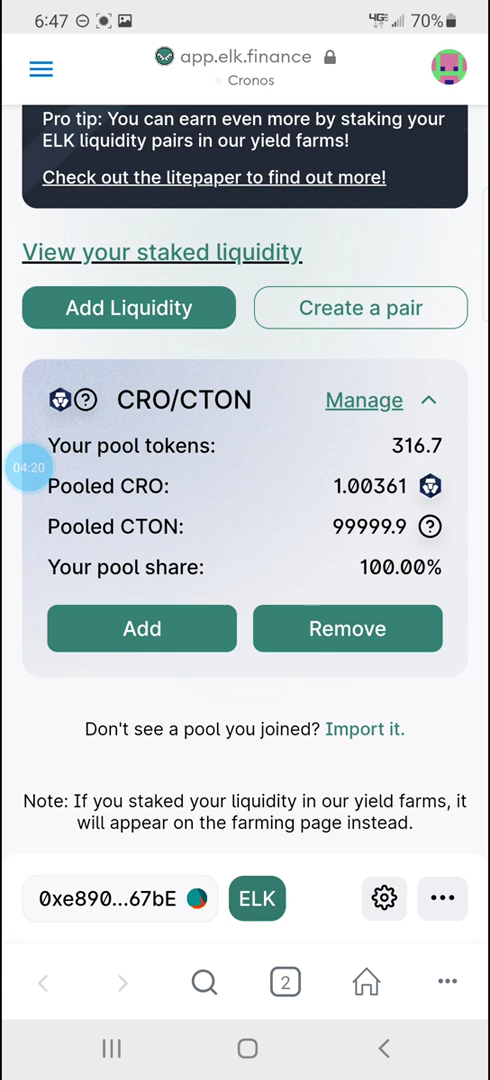 6:47 4GE 70%
app.elk.finance
Cronos
Pro tip: You can earn even more by staking your
ELK liquidity pairs in our yield farms!
Check out the litepaper to find out more!
View your staked liquidity
Add Liquidity Create a pair
CRO/CTON Manage
Your pool tokens: 316.7
04:20
Pooled CRO: 1.00361
Pooled CTON: 99999.9
Your pool share: 100.00%
Add Remove
Don't see a pool you joined? Import it.
Note: If you staked your liquidity in our yield farms, it
will appear on the farming page instead.
0xe890...67bE ELK
2